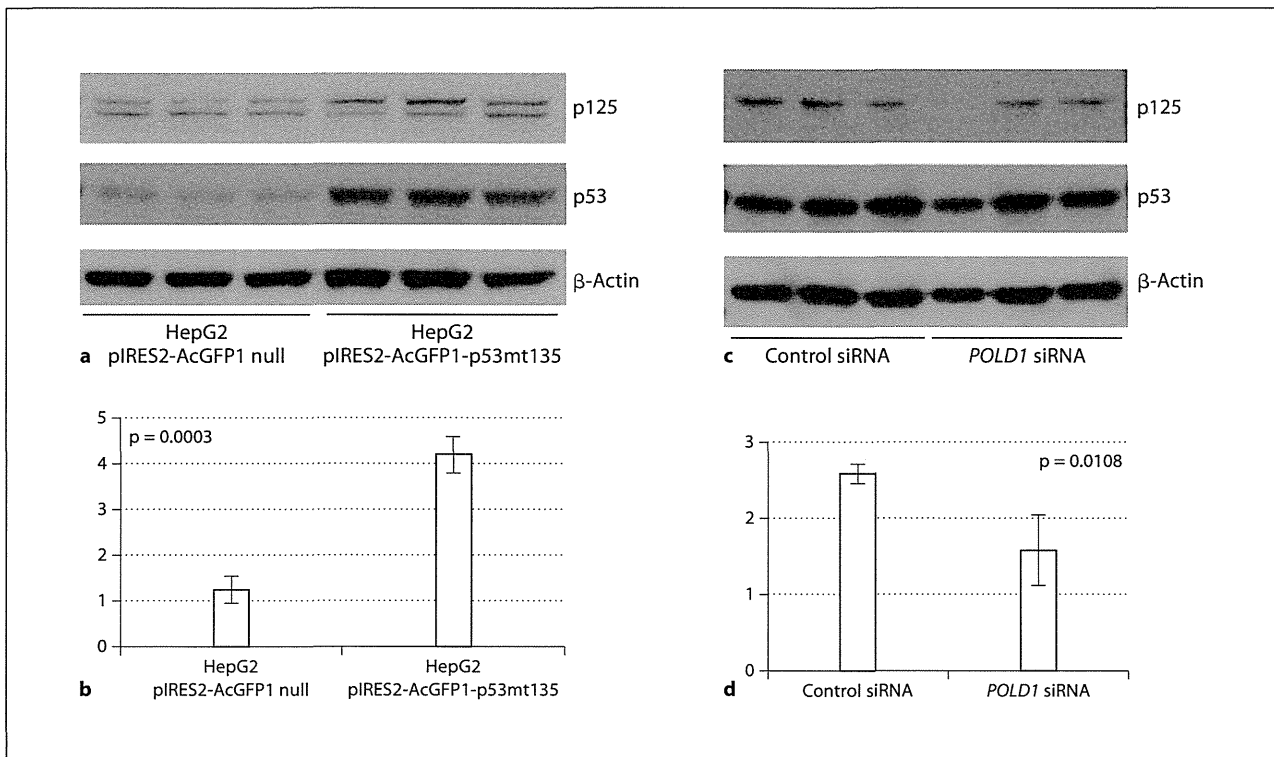 p125
p53
β-Actin
HepG2
pIRES2-AcGFP1 null
HepG2
pIRES2-AcGFP1-p53mt135
a
p125
p53
β-Actin
Control siRNA
POLD1 siRNA
c
5
4
3
2
1
0
p = 0.0003
HepG2
pIRES2-AcGFP1 null
HepG2
pIRES2-AcGFP1-p53mt135
b
3
2
1
0
p = 0.0108
Control siRNA
POLD1 siRNA
d